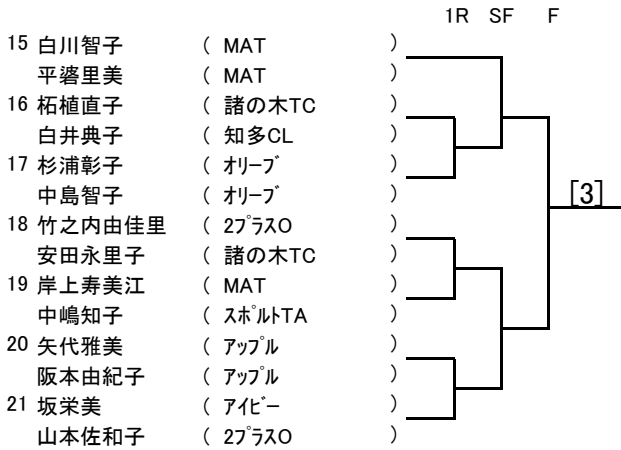 1R SF F
15 白川智子 ( MAT )
平婆里美 ( MAT )
16 柘植直子 ( 諸の木TC )
白井典子 ( 知多CL )
17 杉浦彰子 ( ｵﾘｰﾌﾞ )
中島智子 ( ｵﾘｰﾌﾞ )
[3]
18 竹之内由佳里 ( 2ﾌﾟﾗｽO )
安田永里子 ( 諸の木TC )
19 岸上寿美江 ( MAT )
中嶋知子 ( ｽﾎﾟﾙﾄTA )
20 矢代雅美 ( ｱｯﾌﾟﾙ )
阪本由紀子 ( ｱｯﾌﾟﾙ )
21 坂栄美 ( ｱｲﾋﾞｰ )
山本佐和子 ( 2ﾌﾟﾗｽO )